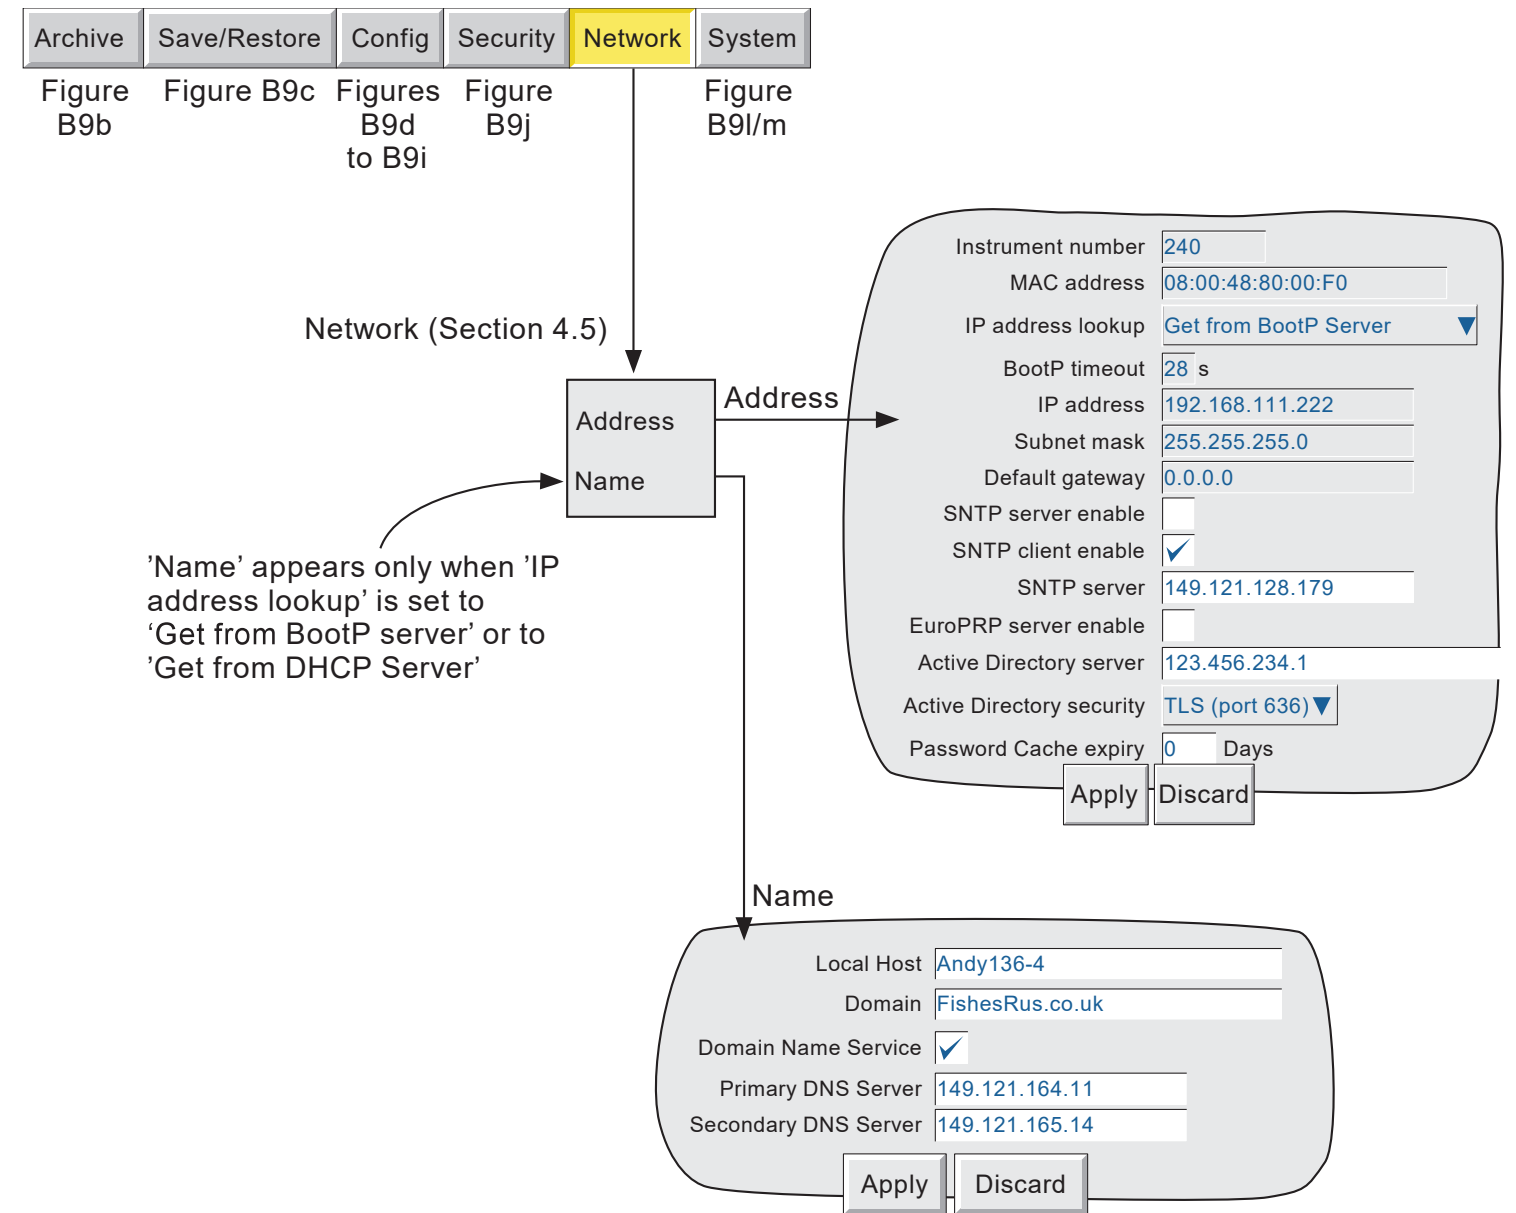 Archive Save/Restore Config Security Network System
Figure B9b
Figure B9c
Figures B9d to B9i
Figure B9j
Figure B9l/m
Network (Section 4.5)
Address
Name
Address
’Name’ appears only when ’IP
address lookup’ is set to
‘Get from BootP server’ or to
’Get from DHCP Server’
Instrument number 240
MAC address 08:00:48:80:00:F0
IP address lookup Get from BootP Server
BootP timeout 28 s
IP address 192.168.111.222
Subnet mask 255.255.255.0
Default gateway 0.0.0.0
SNTP server enable
SNTP client enable
SNTP server 149.121.128.179
EuroPRP server enable
Active Directory server 123.456.234.1
Active Directory security TLS (port 636)
Password Cache expiry 0 Days
Apply Discard
Name
Local Host Andy136-4
Domain FishesRus.co.uk
Domain Name Service
Primary DNS Server 149.121.164.11
Secondary DNS Server 149.121.165.14
Apply Discard